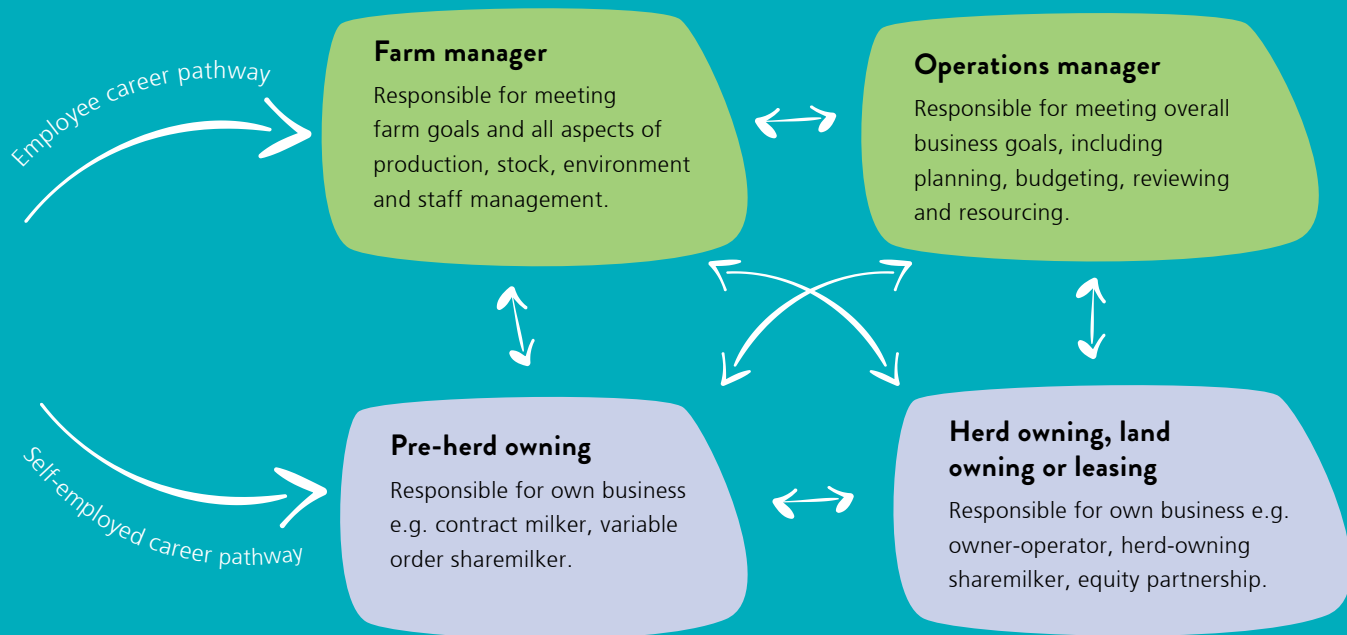 Employee career pathway
Farm manager
Responsible for meeting
farm goals and all aspects of
production, stock, environment
and staff management.
Operations manager
Responsible for meeting overall
business goals, including
planning, budgeting, reviewing
and resourcing.
Self-employed career pathway
Pre-herd owning
Responsible for own business
e.g. contract milker, variable
order sharemilker.
Herd owning, land
owning or leasing
Responsible for own business e.g.
owner-operator, herd-owning
sharemilker, equity partnership.